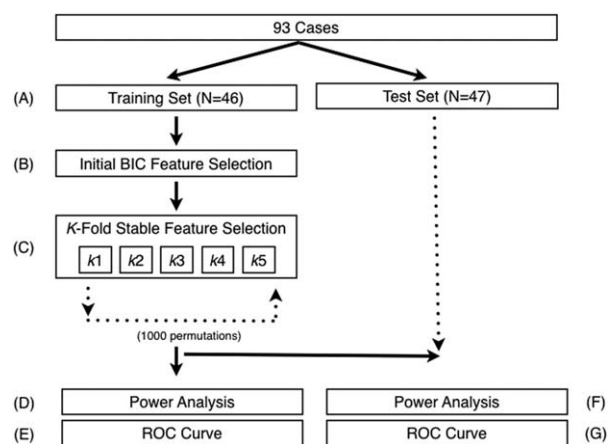 93 Cases
(A) Training Set (N=46) Test Set (N=47)
(B) Initial BIC Feature Selection
K-Fold Stable Feature Selection
(C) k1 k2 k3 k4 k5
(1000 permutations)
(D) Power Analysis Power Analysis (F)
(E) ROC Curve ROC Curve (G)